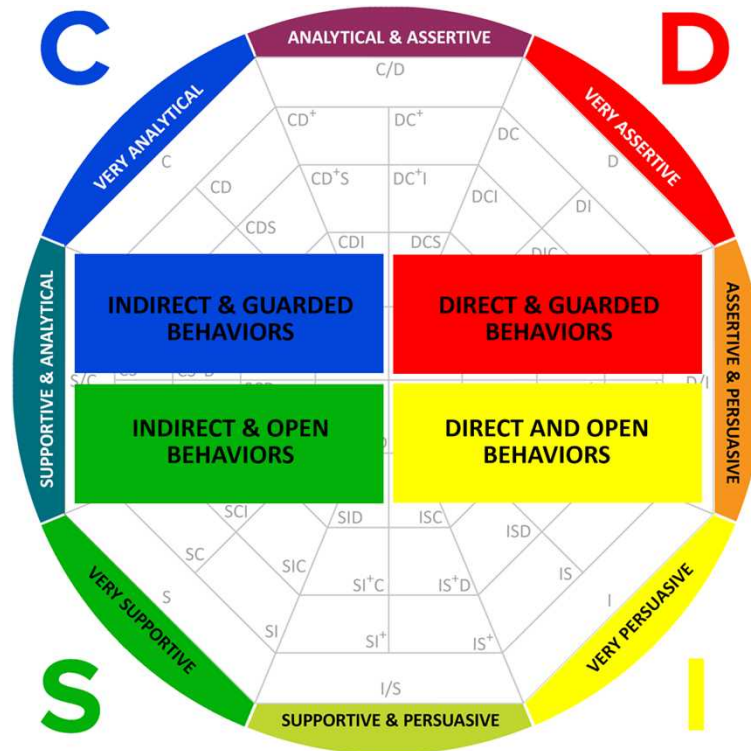 C
ANALYTICAL & ASSERTIVE
D
VERY ANALYTICAL
VERY ASSERTIVE
C/D
CD+
DC+
DC
C
D
CD
CD+S
DC+I
DCI
DI
CDS
CDI
DCS
DIC
INDIRECT & GUARDED
BEHAVIORS
DIRECT & GUARDED
BEHAVIORS
SUPPORTIVE & ANALYTICAL
ASSERTIVE & PERSUASIVE
S/C
D/I
INDIRECT & OPEN
BEHAVIORS
DIRECT AND OPEN
BEHAVIORS
SCI
SID
ISC
ISD
SC
SIC
SI+C
IS+D
IS
S
I
SI
SI+
IS+
I/S
VERY SUPPORTIVE
VERY PERSUASIVE
S
SUPPORTIVE & PERSUASIVE
I